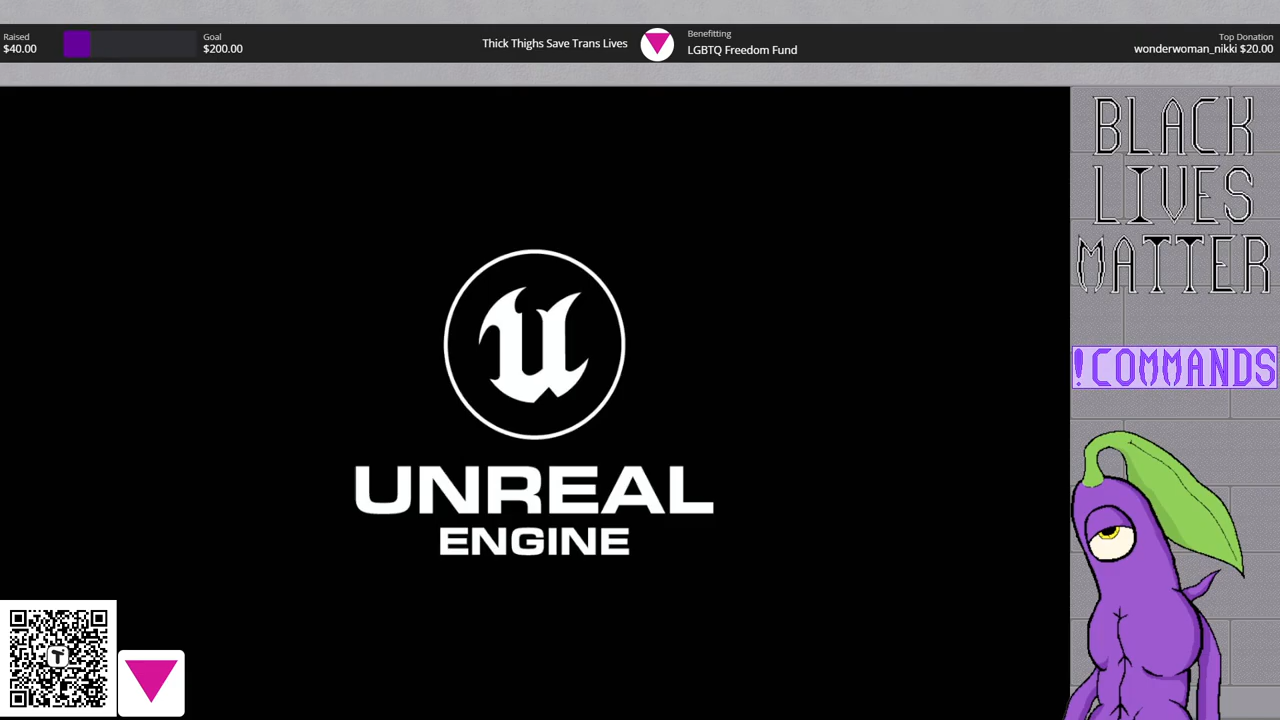 Raised
$40.00
Goal
$200.00
Thick Thighs Save Trans Lives
Benefitting
LGBTQ Freedom Fund
Top Donation
wonderwoman_nikki $20.00
BLACK
LIVES
MATTER
!COMMANDS
U
UNREAL
ENGINE
T